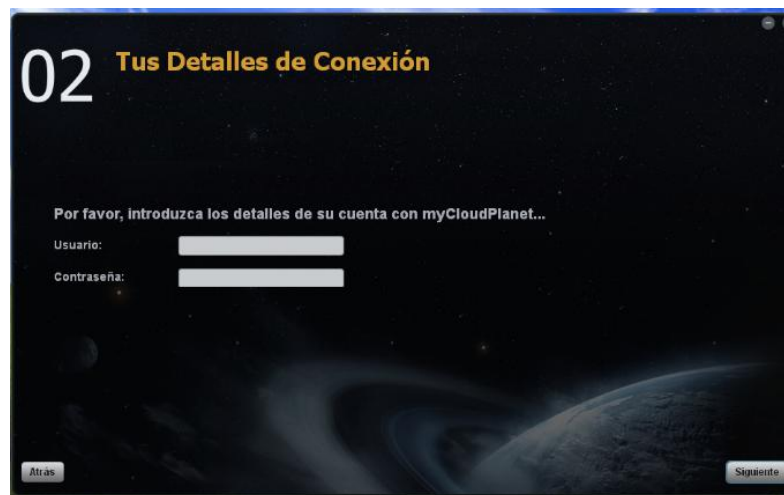 02
Tus Detalles de Conexión
Por favor, introduzca los detalles de su cuenta con myCloudPlanet...
Usuario:
Contraseña:
Atrás
Siguiente